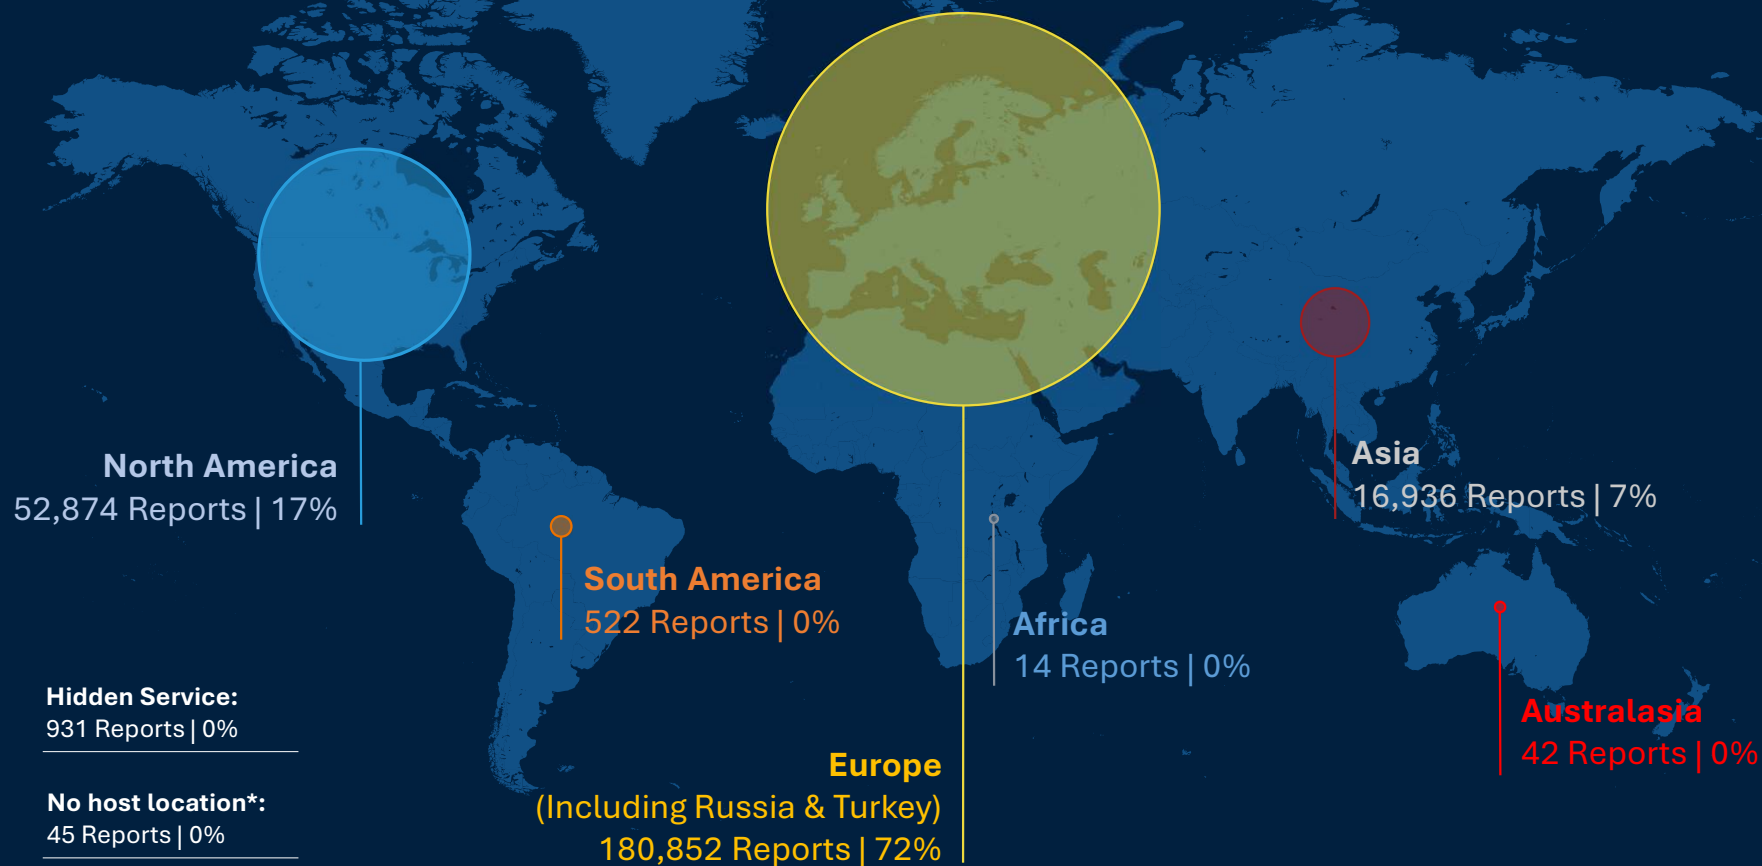 North America
52,874 Reports | 17%
Asia
16,936 Reports | 7%
South America
522 Reports | 0%
Africa
14 Reports | 0%
Hidden Service:
931 Reports | 0%
Australasia
42 Reports | 0%
No host location*:
45 Reports | 0%
Europe
(Including Russia & Turkey)
180,852 Reports | 72%